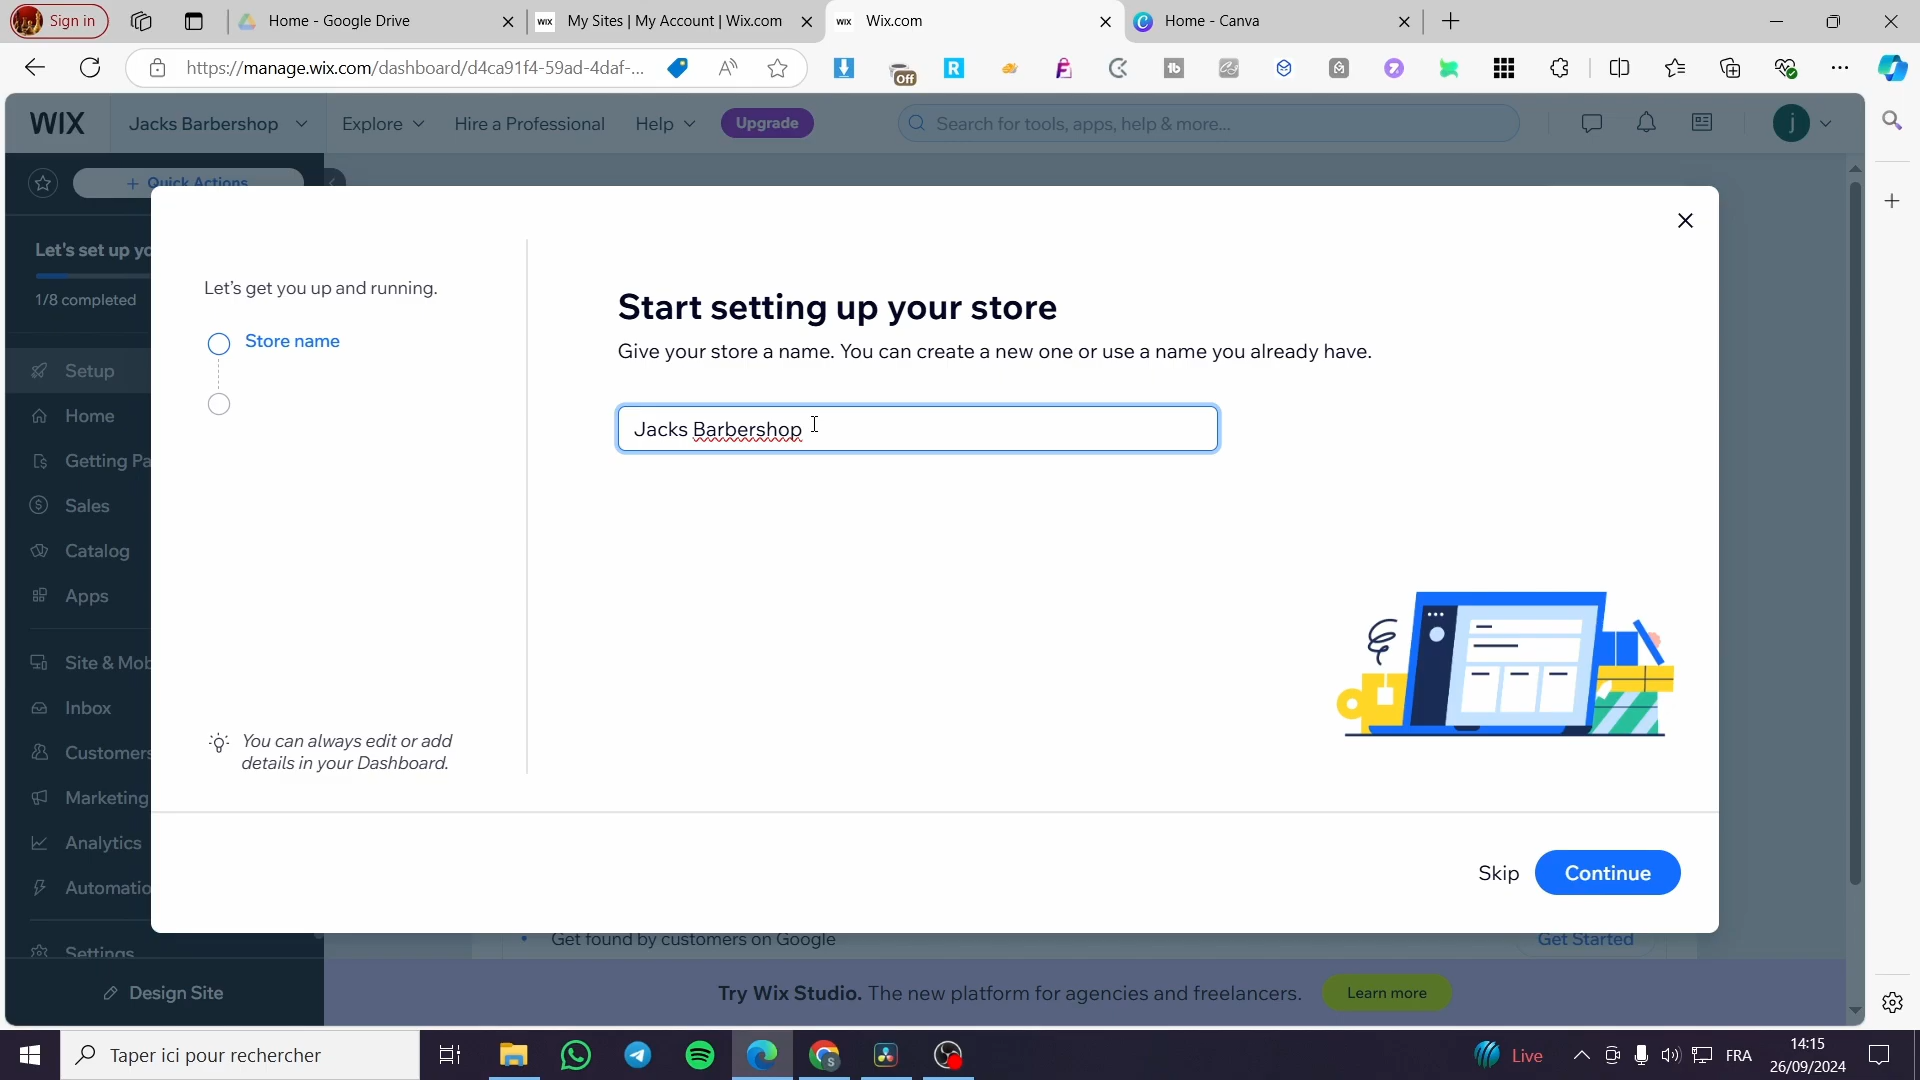 Sign in
Home - Google Drive
My Sites | My Account | Wix.com
Wix.com
Home - Canva
https://manage.wix.com/dashboard/d4ca91f4-59ad-4daf-...
Off
WIX
Jacks Barbershop
Explore
Hire a Professional
Help
Upgrade
Search for tools, apps, help & more...
j
+ Quick Actions
Let's set up yo
1/8 completed
Setup
Home
Getting Pa
Sales
Catalog
Apps
Site & Mob
Inbox
Customers
Marketing
Analytics
Automatio
Settings
Design Site
Let's get you up and running.
Store name
You can always edit or add
details in your Dashboard.
Start setting up your store
Give your store a name. You can create a new one or use a name you already have.
Jacks Barbershop
Skip
Continue
Get found by customers on Google
Get Started
Try Wix Studio. The new platform for agencies and freelancers.
Learn more
Taper ici pour rechercher
Live
FRA
14:15
26/09/2024